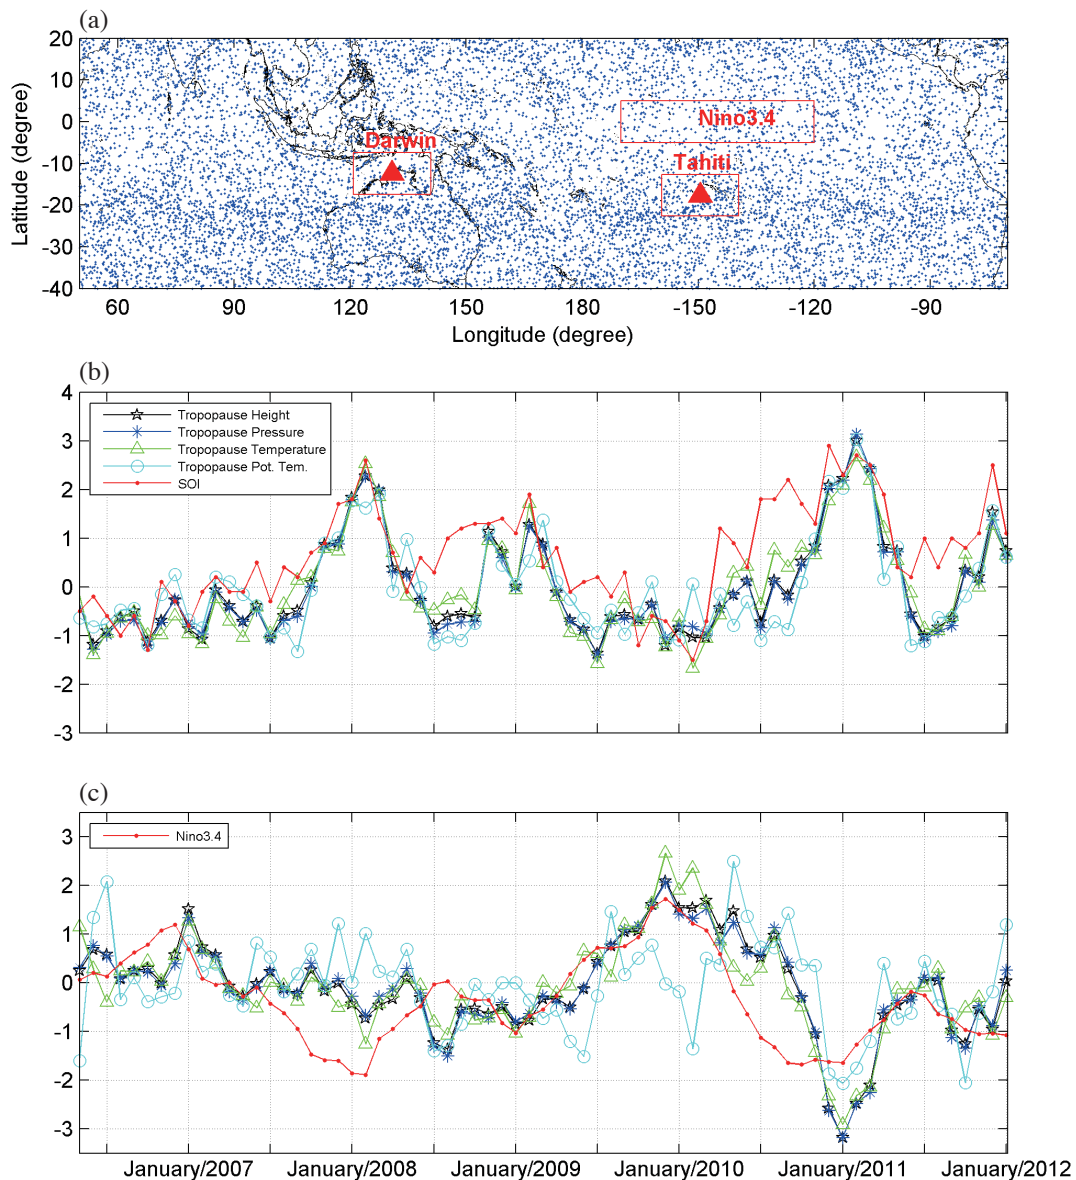 (a)
20
10
0
-10
-20
-30
-40
Latitude (degree)
Nino3.4
Darwin
Tahiti
60 90 120 150 180 -150 -120 -90
Longitude (degree)
(b)
4
3
2
1
0
-1
-2
-3
Tropopause Height
Tropopause Pressure
Tropopause Temperature
Tropopause Pot. Tem.
SOI
(c)
3
2
1
0
-1
-2
-3
Nino3.4
January/2007 January/2008 January/2009 January/2010 January/2011 January/2012